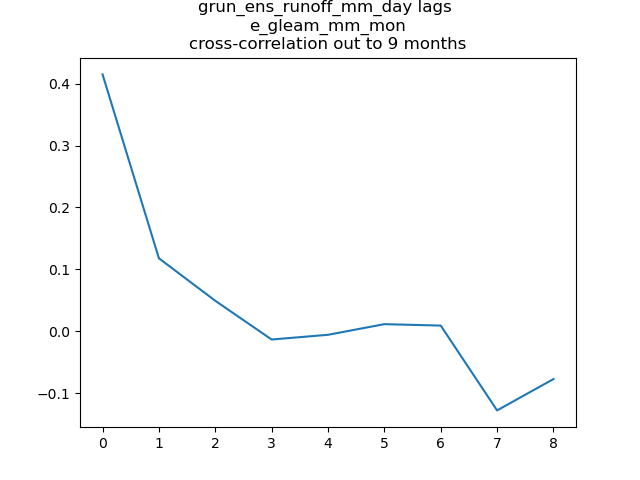 grun_ens_runoff_mm_day lags
e_gleam_mm_mon
cross-correlation out to 9 months
0.4
0.3
0.2
0.1
0.0
−0.1
0 1 2 3 4 5 6 7 8